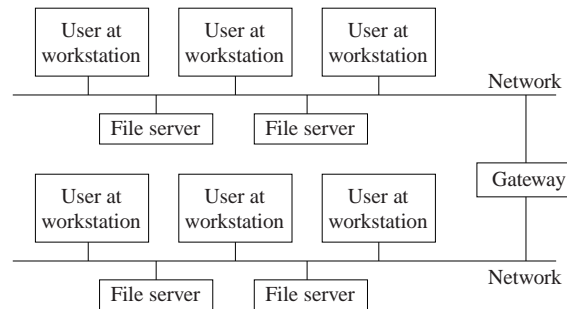 User at
workstation
User at
workstation
User at
workstation
Network
File server
File server
Gateway
User at
workstation
User at
workstation
User at
workstation
Network
File server
File server